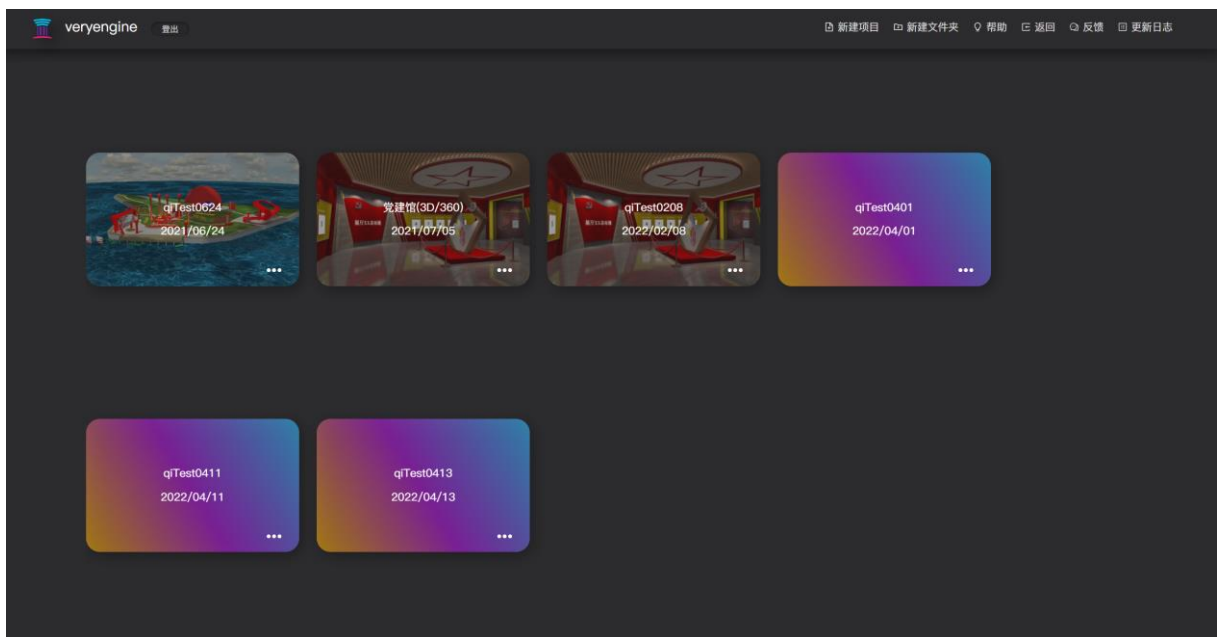 veryengine
登出
新建项目
新建文件夹
帮助
返回
反馈
更新日志
qiTest0624
2021/06/24
党建馆(3D/360)
2021/07/05
qiTest0208
2022/02/08
qiTest0401
2022/04/01
qiTest0411
2022/04/11
qiTest0413
2022/04/13